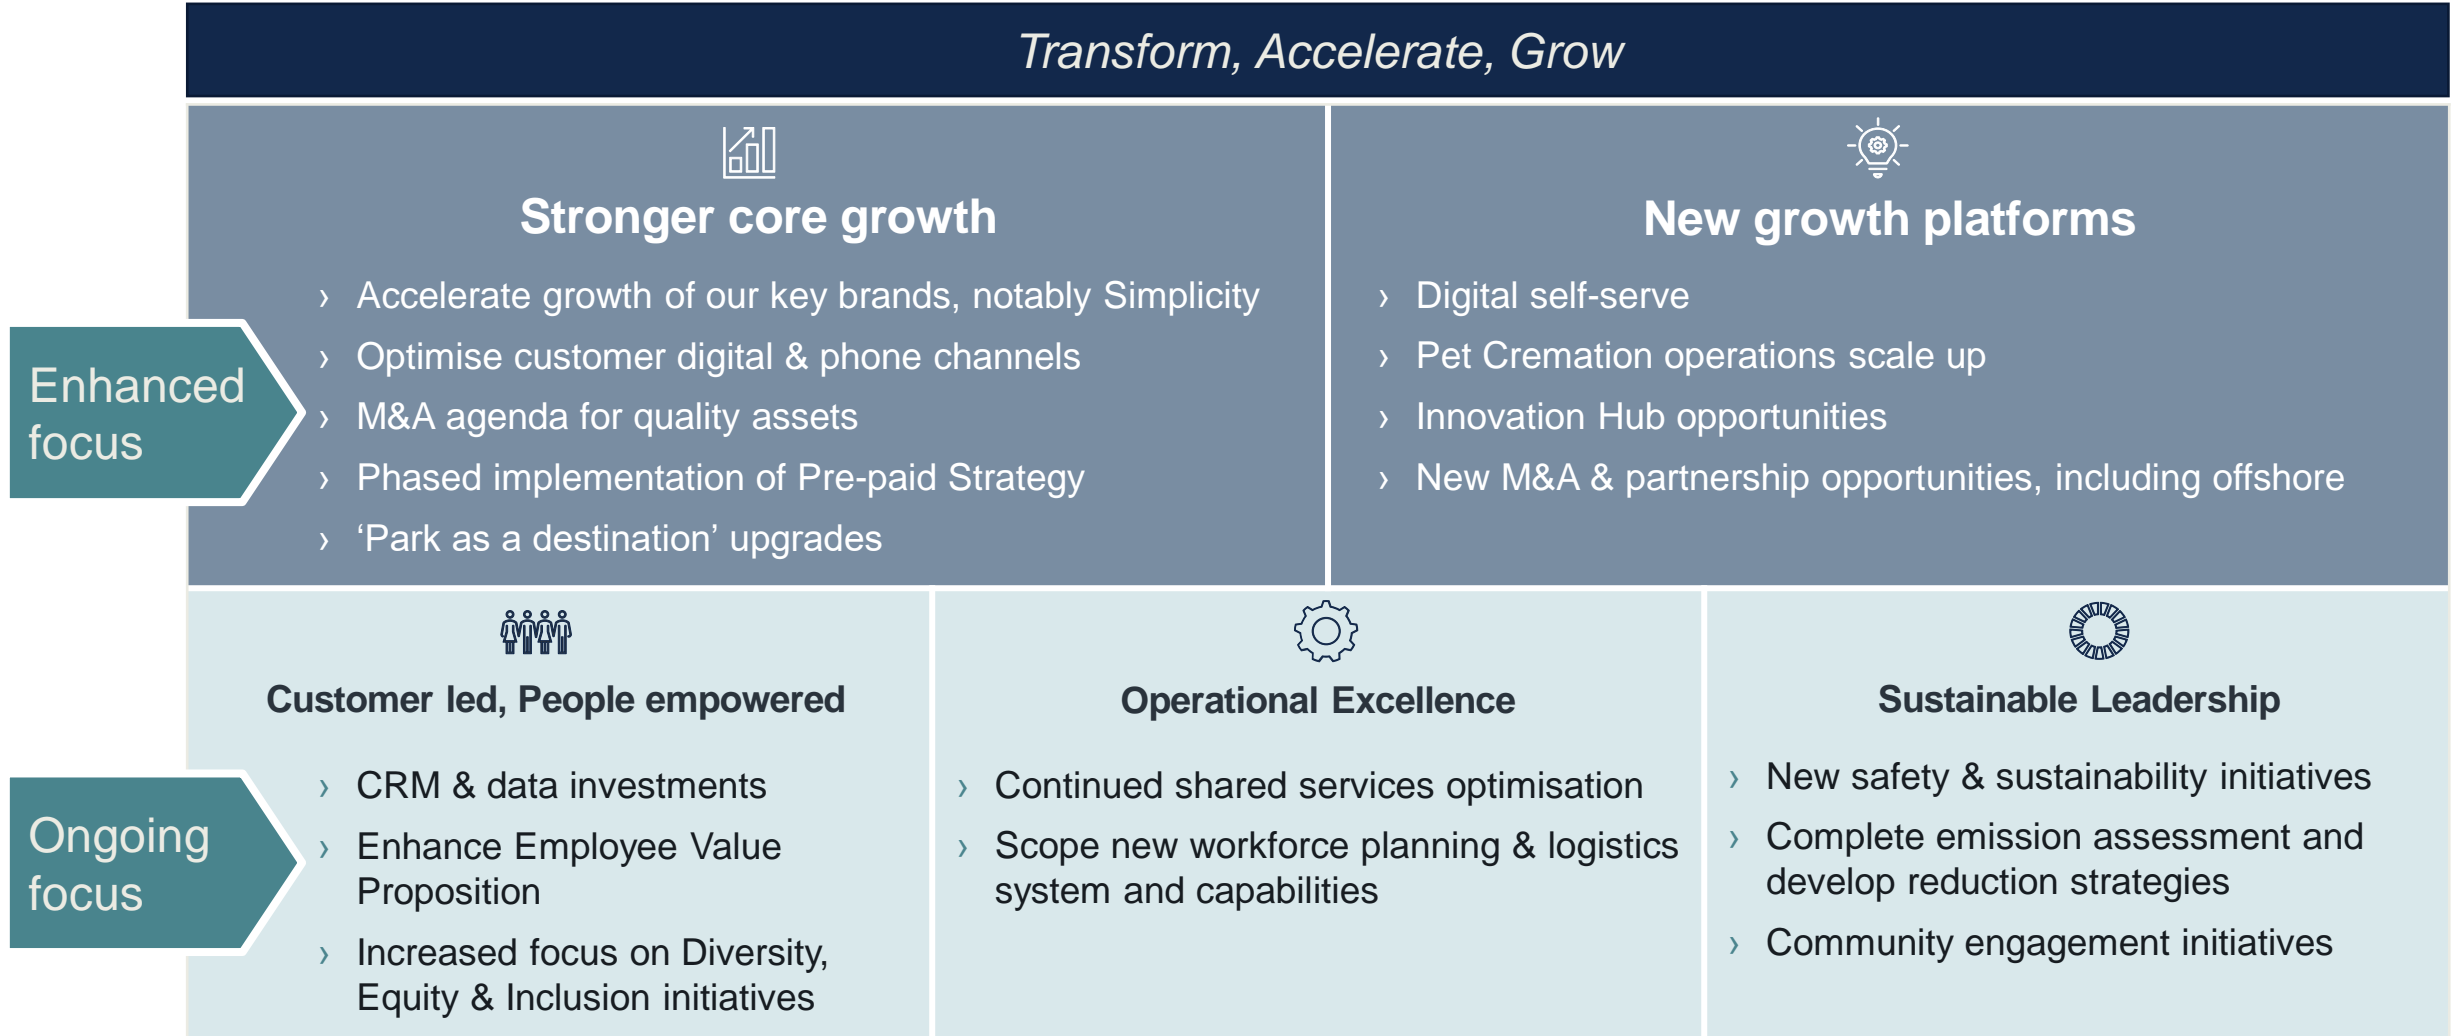 Transform, Accelerate, Grow
Enhanced
focus
Stronger core growth
› Accelerate growth of our key brands, notably Simplicity
› Optimise customer digital & phone channels
› M&A agenda for quality assets
› Phased implementation of Pre-paid Strategy
› ‘Park as a destination’ upgrades
New growth platforms
› Digital self-serve
› Pet Cremation operations scale up
› Innovation Hub opportunities
› New M&A & partnership opportunities, including offshore
Ongoing
focus
Customer led, People empowered
› CRM & data investments
› Enhance Employee Value
Proposition
› Increased focus on Diversity,
Equity & Inclusion initiatives
Operational Excellence
› Continued shared services optimisation
› Scope new workforce planning & logistics
system and capabilities
Sustainable Leadership
› New safety & sustainability initiatives
› Complete emission assessment and
develop reduction strategies
› Community engagement initiatives